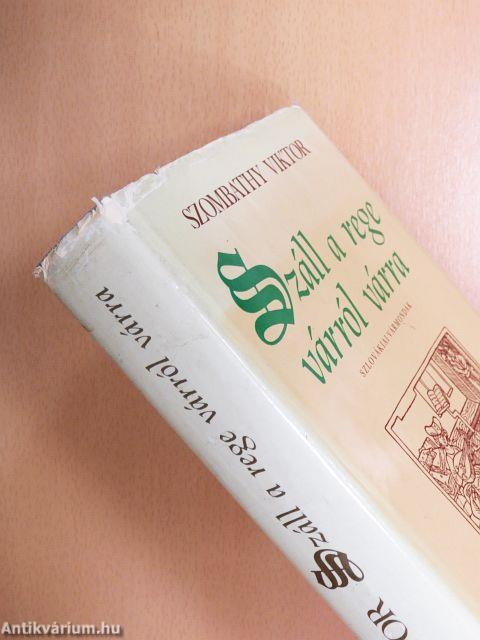 SZOMBATHY VIKTOR
Száll a rege
várról várra
SZLOVÁKIAI VÁRMONDÁK
OR Száll a rege várról várra
Antikvárium.hu